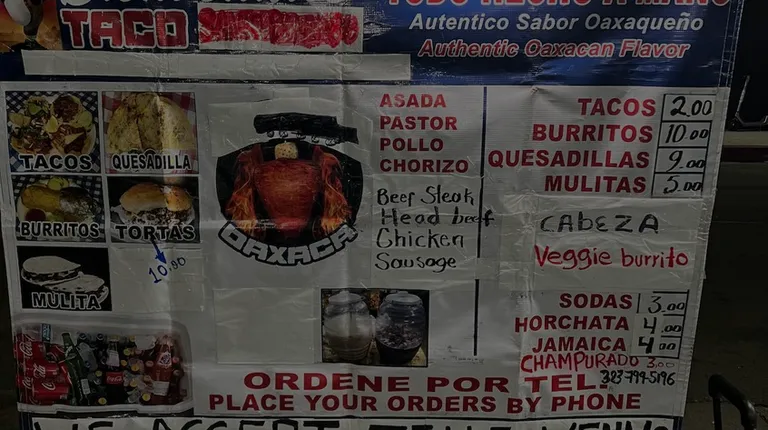 TACO
TODO HECHO A MANO
Autentico Sabor Oaxaqueño
Authentic Oaxacan Flavor
TACOS
QUESADILLA
BURRITOS
TORTAS
10.00
MULITA
OAXACA
ASADA
PASTOR
POLLO
CHORIZO
Beef Steak
Head beef
Chicken
Sausage
TACOS 2.00
BURRITOS 10.00
QUESADILLAS 9.00
MULITAS 5.00
CABEZA
Veggie burrito
SODAS 3.00
HORCHATA 4.00
JAMAICA 4.00
CHAMPURADO 3.00
ORDENE POR TEL.
323-799-5196
PLACE YOUR ORDERS BY PHONE
WE ACCEPT